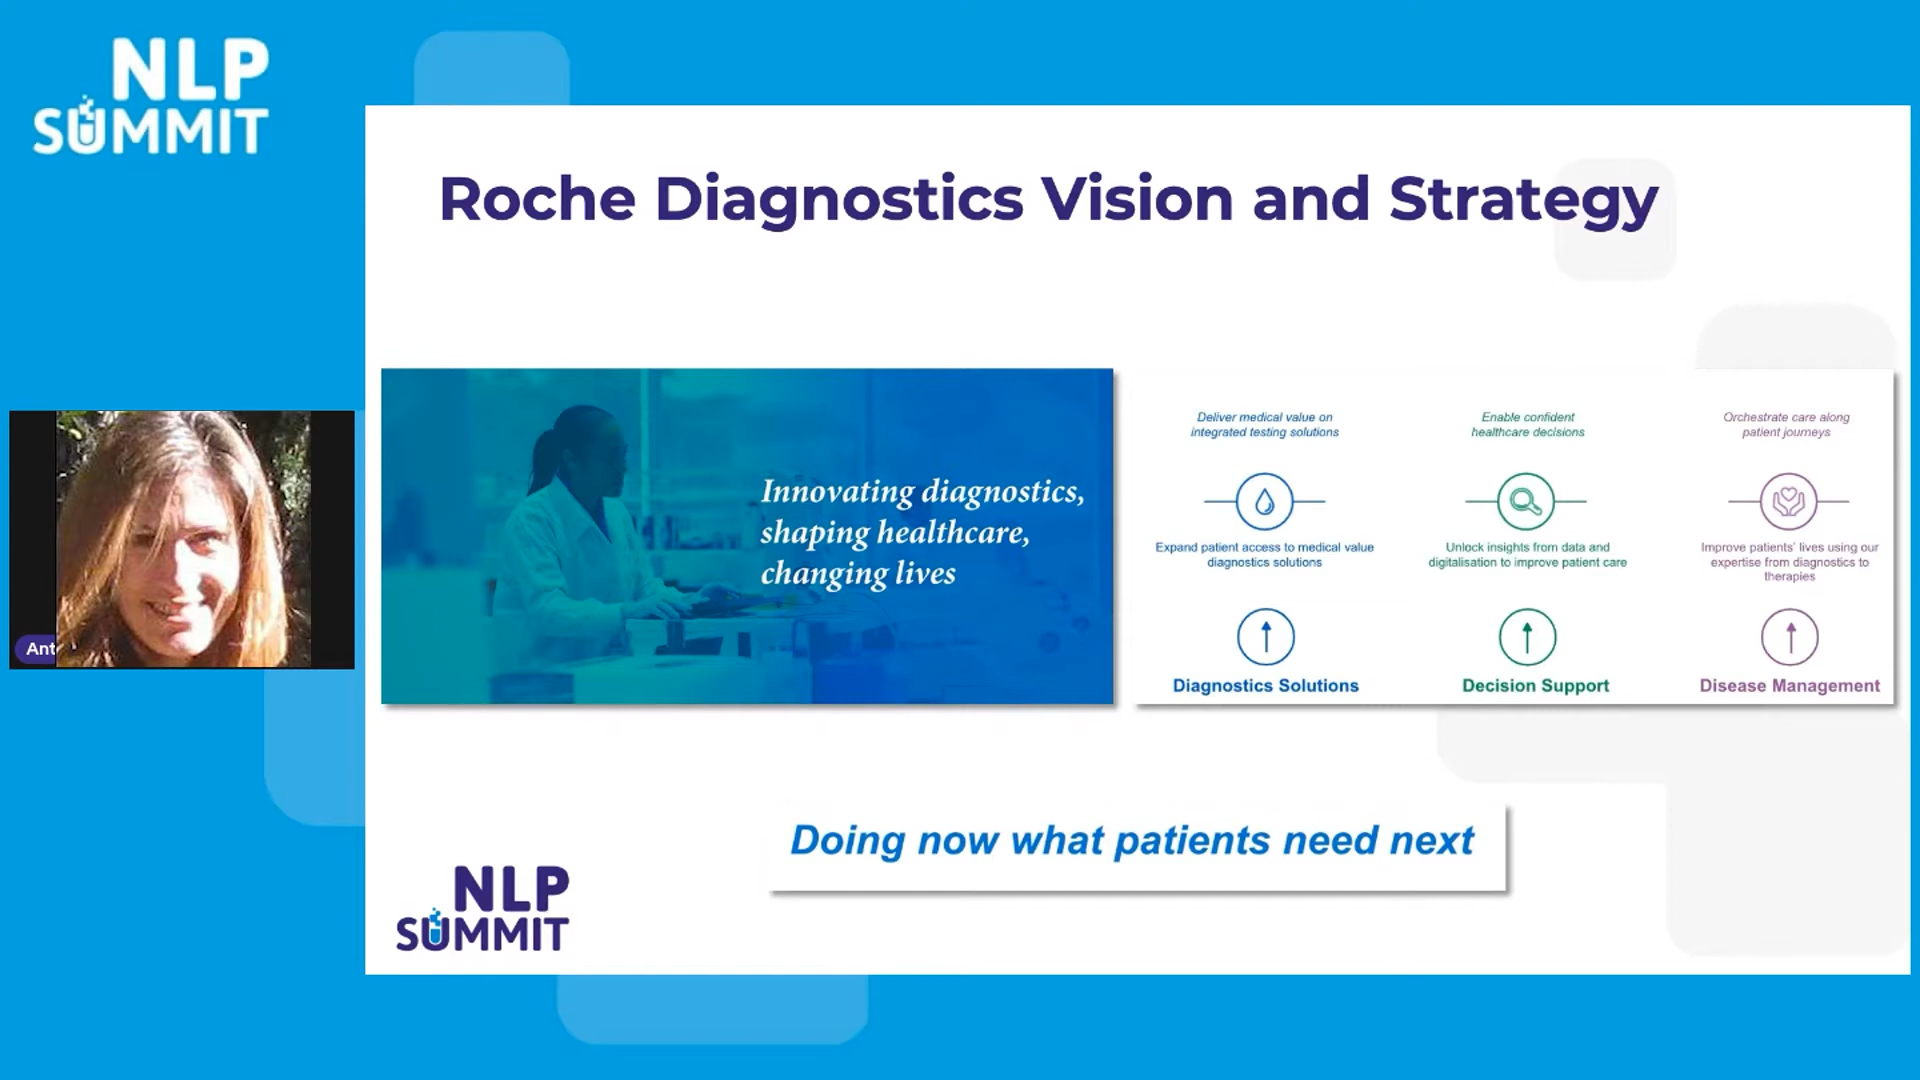 NLP
SUMMIT
Roche Diagnostics Vision and Strategy
Innovating diagnostics,
shaping healthcare,
changing lives
Deliver medical value on
integrated testing solutions
Expand patient access to medical value
diagnostics solutions
Diagnostics Solutions
Enable confident
healthcare decisions
Unlock insights from data and
digitalisation to improve patient care
Decision Support
Orchestrate care along
patient journeys
Improve patients' lives using our
expertise from diagnostics to
therapies
Disease Management
Ant
Doing now what patients need next
NLP
SUMMIT